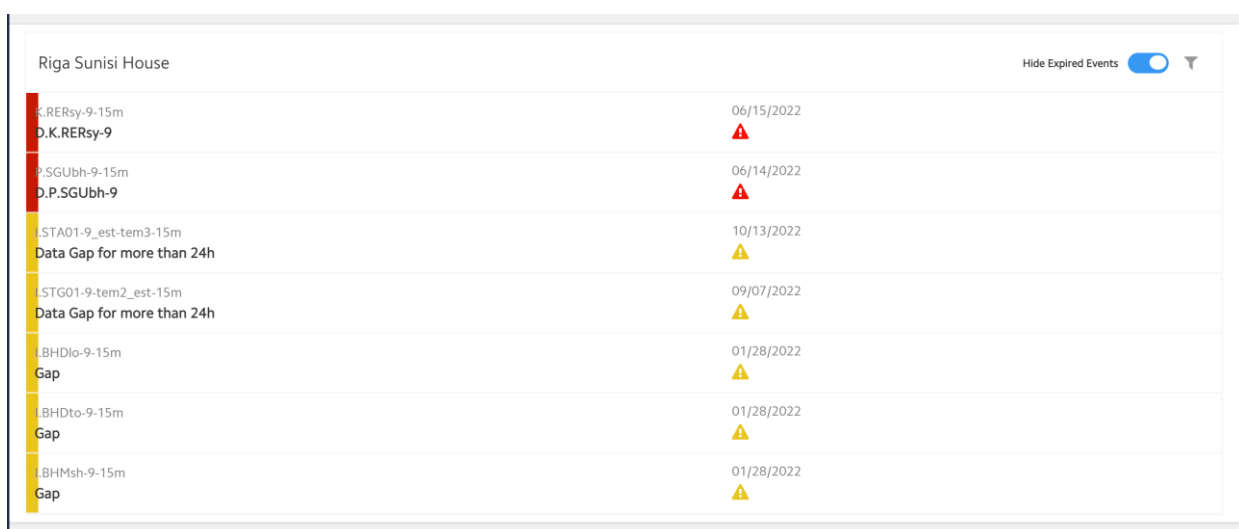 Riga Sunisi House
Hide Expired Events
K.RERsy-9-15m
06/15/2022
D.K.RERsy-9
P.SGUbh-9-15m
06/14/2022
D.P.SGUbh-9
I.STA01-9_est-tem3-15m
10/13/2022
Data Gap for more than 24h
I.STG01-9-tem2_est-15m
09/07/2022
Data Gap for more than 24h
I.BHDlo-9-15m
01/28/2022
Gap
I.BHDto-9-15m
01/28/2022
Gap
I.BHMsh-9-15m
01/28/2022
Gap